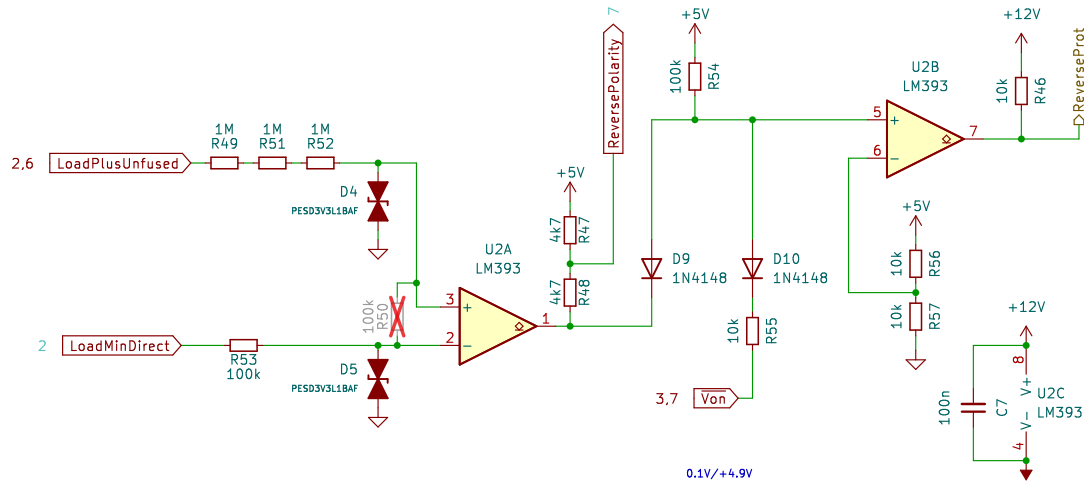 7
+5V
+12V
ReverseProt
ReversePolarity
100k
R54
U2B
LM393
10k
R46
5
+
7
6
−
1M
R49
1M
R51
1M
R52
2,6
LoadPlusUnfused
D4
PESD3V3L1BAF
+5V
4k7
R47
+5V
U2A
LM393
D9
1N4148
D10
1N4148
10k
R56
100k
R50
3
+
4k7
R48
1
2
−
10k
R57
+12V
2
LoadMinDirect
R53
100k
D5
PESD3V3L1BAF
10k
R55
3,7
Von
8
V+
100n
C7
U2C
LM393
V−
4
0.1V/+4.9V